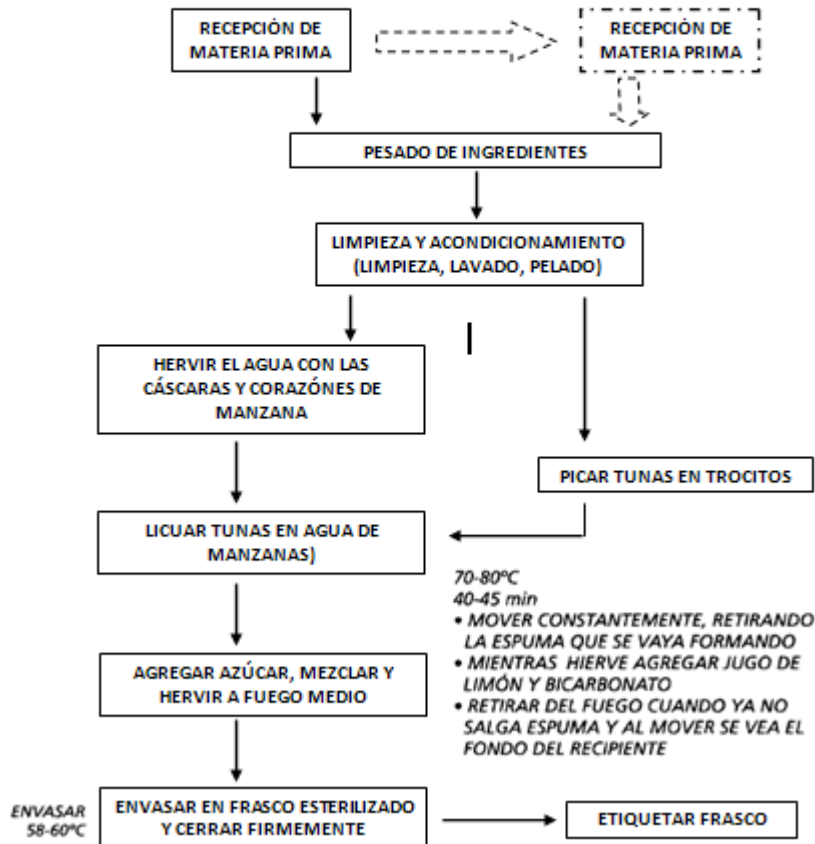 RECEPCIÓN DE
MATERIA PRIMA
RECEPCIÓN DE
MATERIA PRIMA
PESADO DE INGREDIENTES
LIMPIEZA Y ACONDICIONAMIENTO
(LIMPIEZA, LAVADO, PELADO)
HERVIR EL AGUA CON LAS
CÁSCARAS Y CORAZÓNES DE
MANZANA
PICAR TUNAS EN TROCITOS
LICUAR TUNAS EN AGUA DE
MANZANAS)
70-80ºC
40-45 min
• MOVER CONSTANTEMENTE, RETIRANDO
LA ESPUMA QUE SE VAYA FORMANDO
• MIENTRAS HIERVE AGREGAR JUGO DE
LIMÓN Y BICARBONATO
• RETIRAR DEL FUEGO CUANDO YA NO
SALGA ESPUMA Y AL MOVER SE VEA EL
FONDO DEL RECIPIENTE
AGREGAR AZÚCAR, MEZCLAR Y
HERVIR A FUEGO MEDIO
ENVASAR
58-60ºC
ENVASAR EN FRASCO ESTERILIZADO
Y CERRAR FIRMEMENTE
ETIQUETAR FRASCO